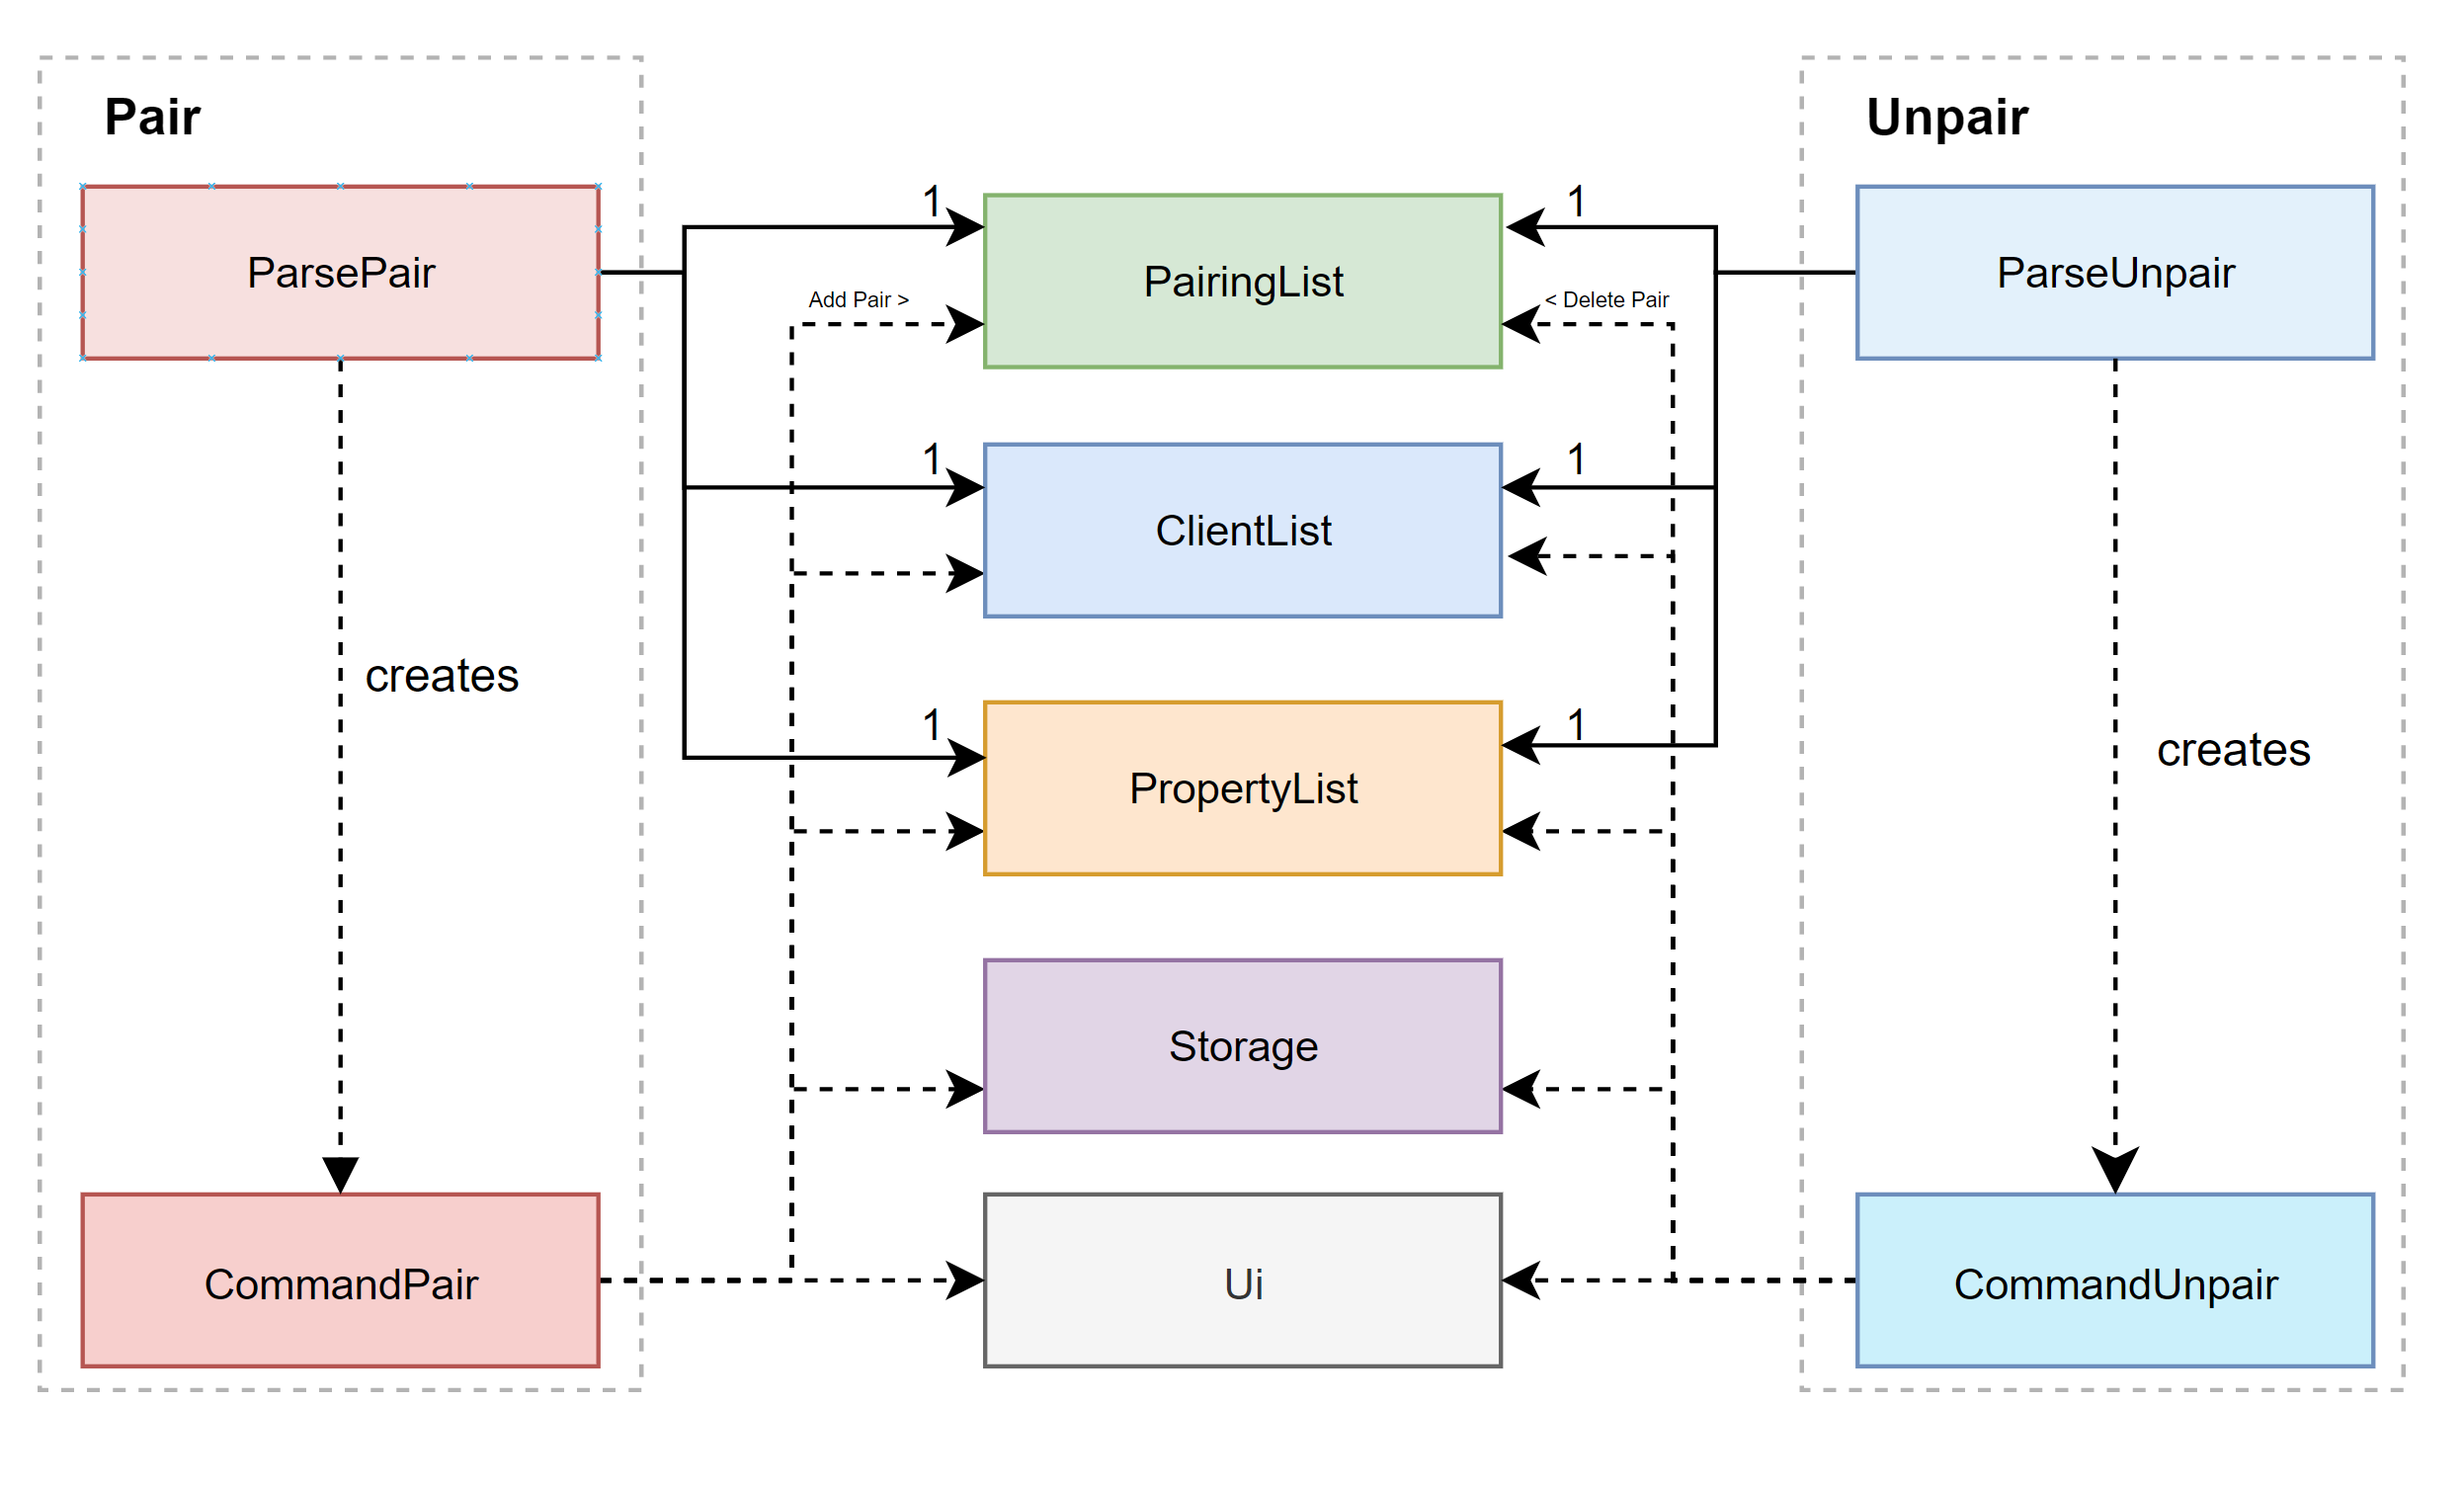 Pair
Unpair
1
1
ParsePair
PairingList
ParseUnpair
Add Pair >
< Delete Pair
1
1
ClientList
creates
1
1
creates
PropertyList
Storage
CommandPair
Ui
CommandUnpair